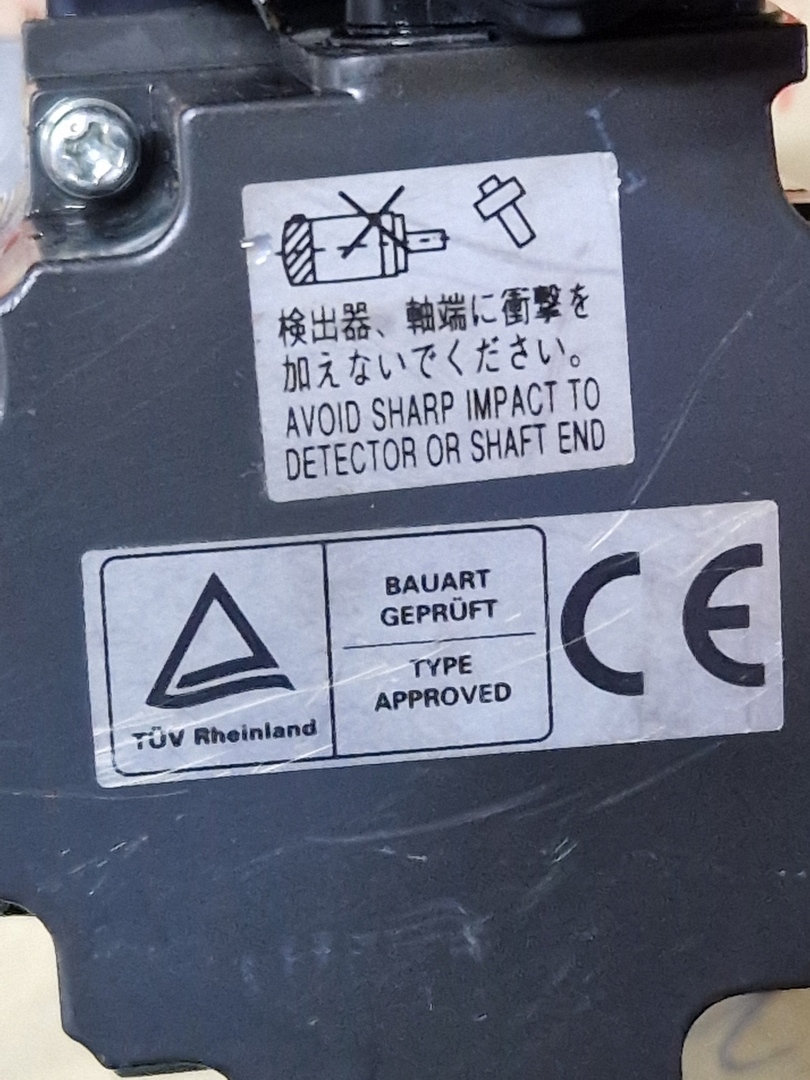 検出器、軸端に衝撃を
加えないでください。
AVOID SHARP IMPACT TO
DETECTOR OR SHAFT END
TÜV Rheinland
BAUART
GEPRÜFT
TYPE
APPROVED
CE